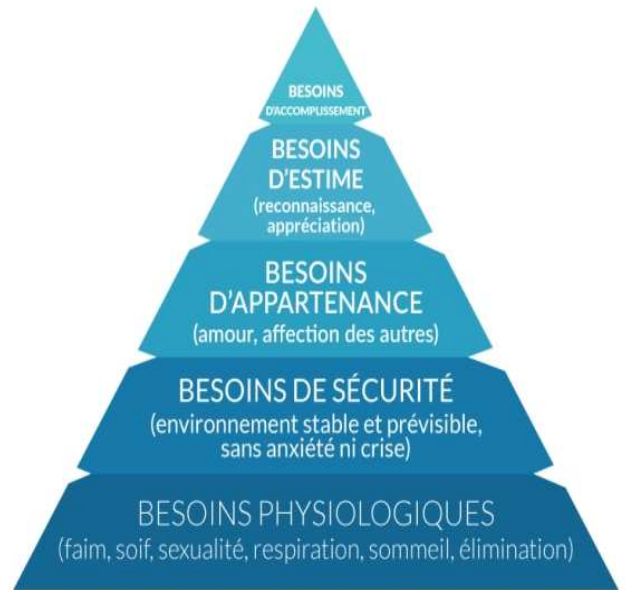 BESOINS
D'ACCOMPLISSEMENT
BESOINS
D'ESTIME
(reconnaissance,
appréciation)
BESOINS
D'APPARTENANCE
(amour, affection des autres)
BESOINS DE SÉCURITÉ
(environnement stable et prévisible,
sans anxiété ni crise)
BESOINS PHYSIOLOGIQUES
(faim, soif, sexualité, respiration, sommeil, élimination)